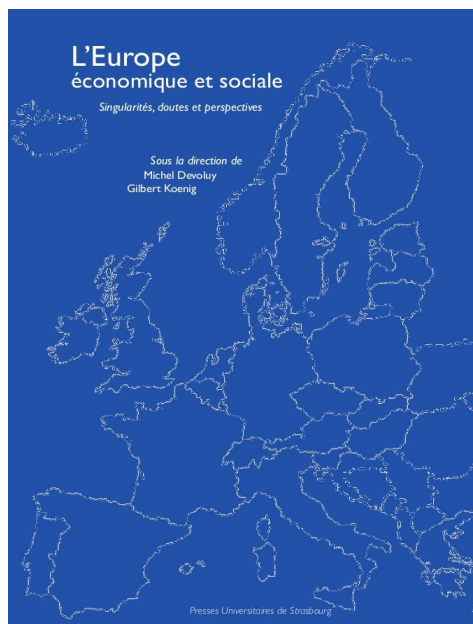 L'Europe
économique et sociale
Singularités, doutes et perspectives
Sous la direction de
Michel Devoluy
Gilbert Koenig
Presses Universitaires de Strasbourg